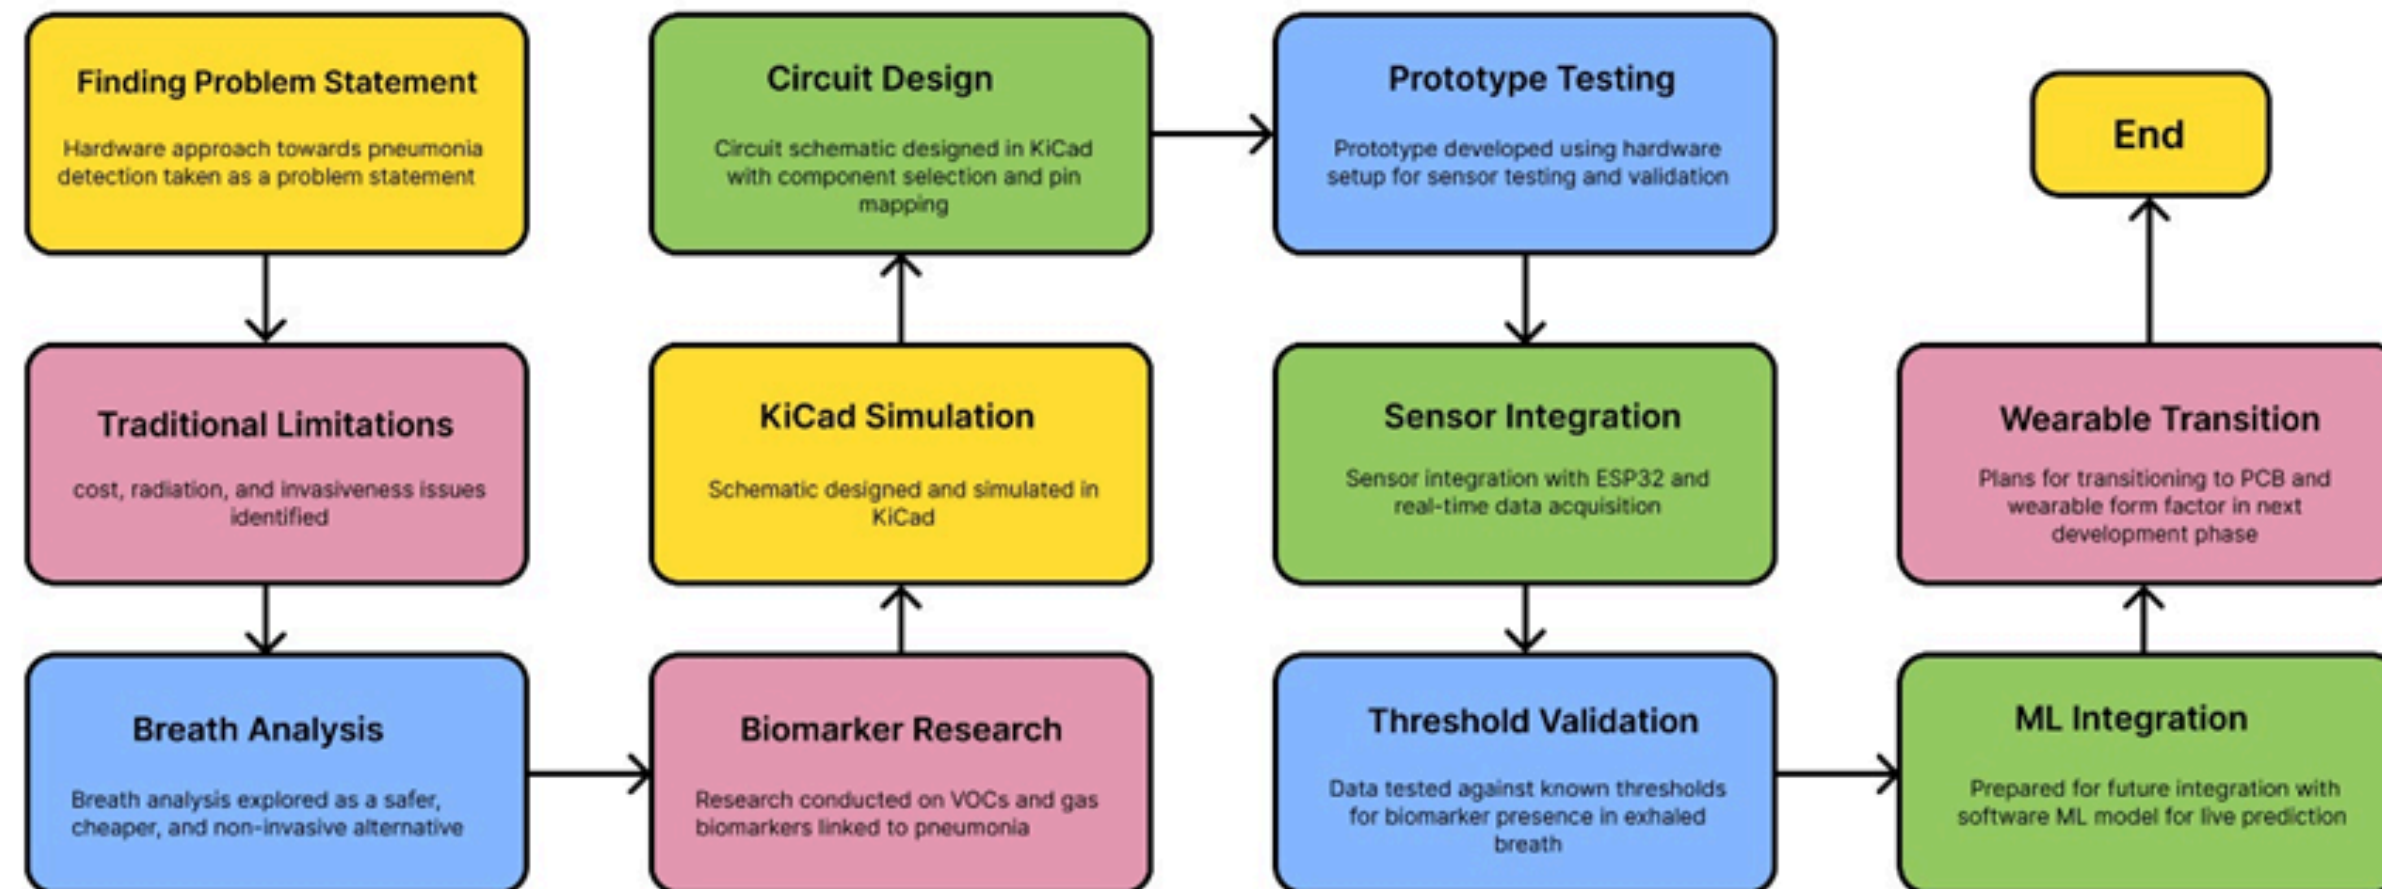 Finding Problem Statement
Hardware approach towards pneumonia
detection taken as a problem statement
Traditional Limitations
cost, radiation, and invasiveness issues
identified
Breath Analysis
Breath analysis explored as a safer,
cheaper, and non-invasive alternative
Biomarker Research
Research conducted on VOCs and gas
biomarkers linked to pneumonia
KiCad Simulation
Schematic designed and simulated in
KiCad
Circuit Design
Circuit schematic designed in KiCad
with component selection and pin
mapping
Prototype Testing
Prototype developed using hardware
setup for sensor testing and validation
Sensor Integration
Sensor integration with ESP32 and
real-time data acquisition
Threshold Validation
Data tested against known thresholds
for biomarker presence in exhaled
breath
ML Integration
Prepared for future integration with
software ML model for live prediction
Wearable Transition
Plans for transitioning to PCB and
wearable form factor in next
development phase
End